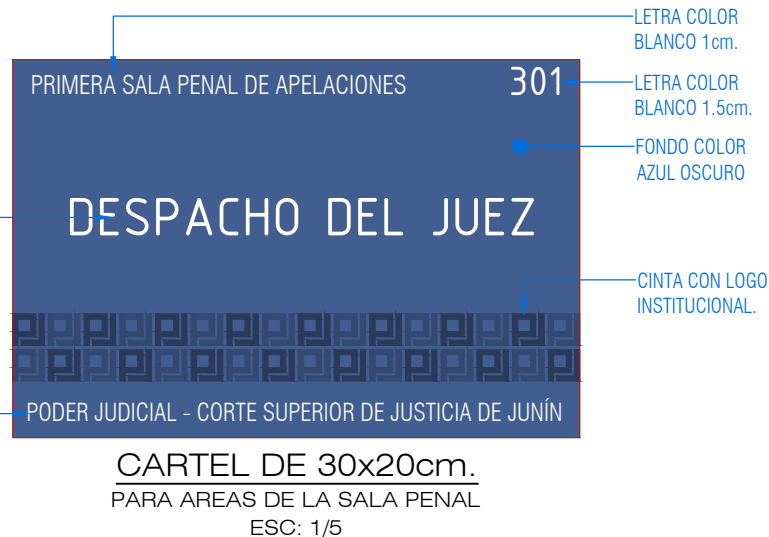 LETRA COLOR
BLANCO 1cm.
PRIMERA SALA PENAL DE APELACIONES
301
LETRA COLOR
BLANCO 1.5cm.
FONDO COLOR
AZUL OSCURO
DESPACHO DEL JUEZ
CINTA CON LOGO
INSTITUCIONAL.
PODER JUDICIAL - CORTE SUPERIOR DE JUSTICIA DE JUNÍN
CARTEL DE 30x20cm.
PARA AREAS DE LA SALA PENAL
ESC: 1/5